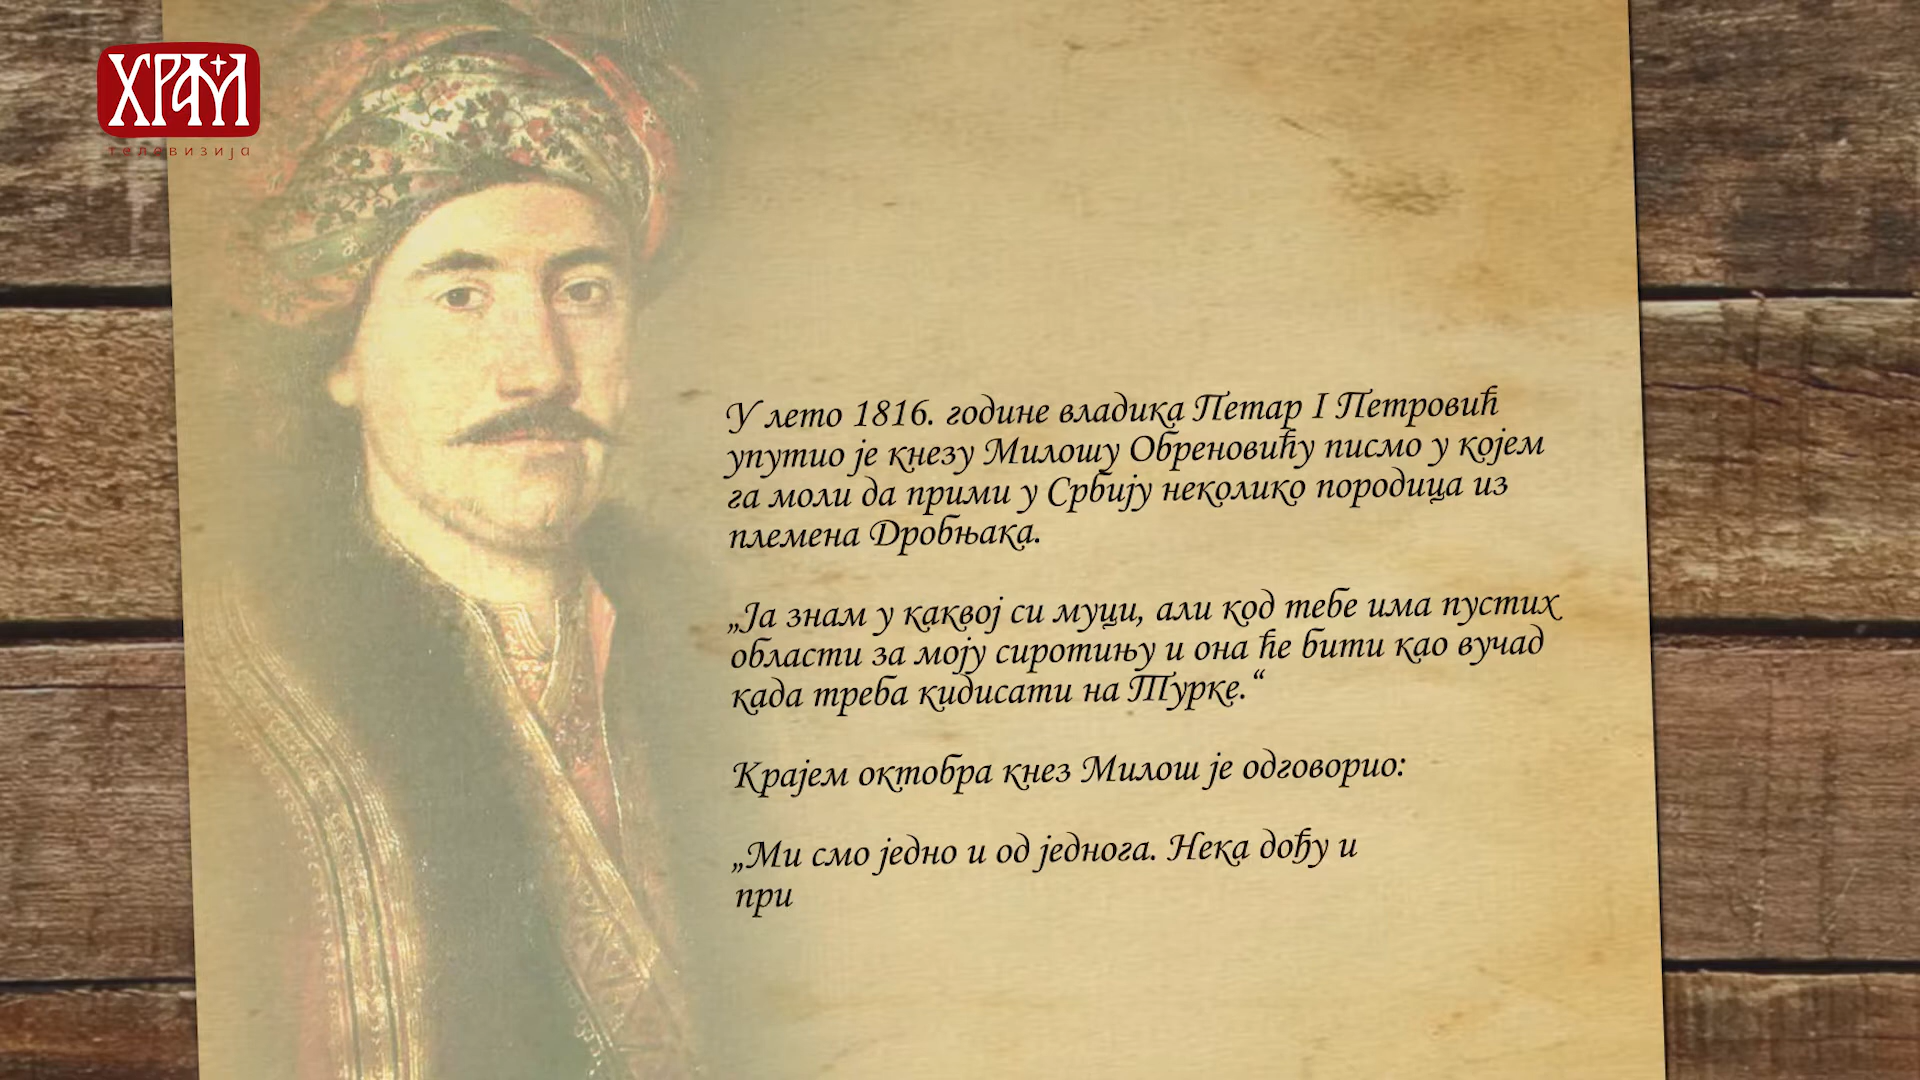 ХРАМ
телевизија
У лето 1816. године владика Петар I Петровић
упутио је кнезу Милошу Обреновићу писмо у којем
га моли да прими у Србију неколико породица из
племена Дробњака.
„Ја знам у каквој си муци, али код тебе има пустих
области за моју сиротињу и она ће бити као вучад
када треба кидисати на Турке.“
Крајем октобра кнез Милош је одговорио:
„Ми смо једно и од једнога. Нека дођу и
при